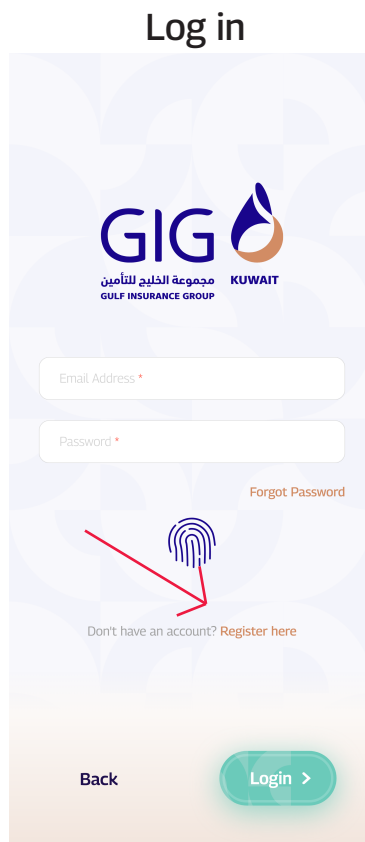 Log in
GIG
مجموعة الخليج للتأمين
KUWAIT
GULF INSURANCE GROUP
Email Address *
Password *
Forgot Password
Don't have an account? Register here
Back
Login